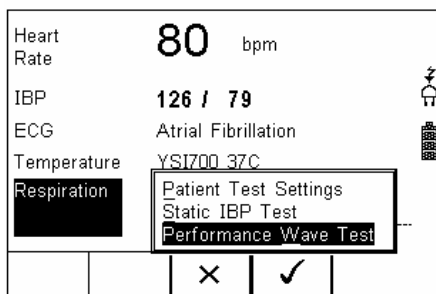 Heart
Rate
80 bpm
IBP
126 / 79
ECG
Atrial Fibrillation
Temperature
YSI700 37C
Respiration
Patient Test Settings
Static IBP Test
Performance Wave Test